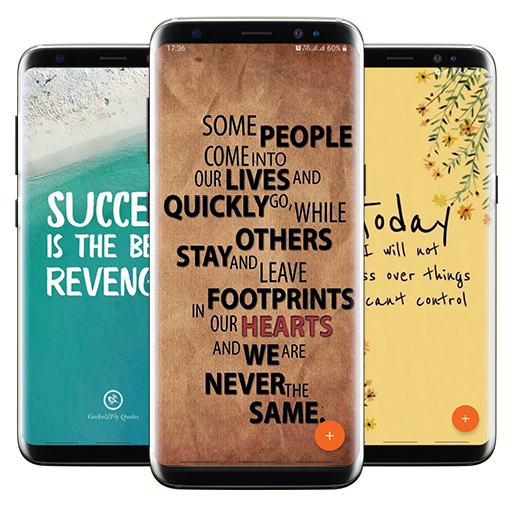 SUCCE
IS THE BE
REVENG
Gecko&Fly Quotes
17:36
60%
SOME PEOPLE
COME INTO
OUR LIVES AND
QUICKLY GO, WHILE
OTHERS
STAY AND LEAVE
FOOTPRINTS
IN OUR HEARTS
AND WE ARE
NEVER THE
SAME.
+
Today
I will not
ss over things
can't control
+